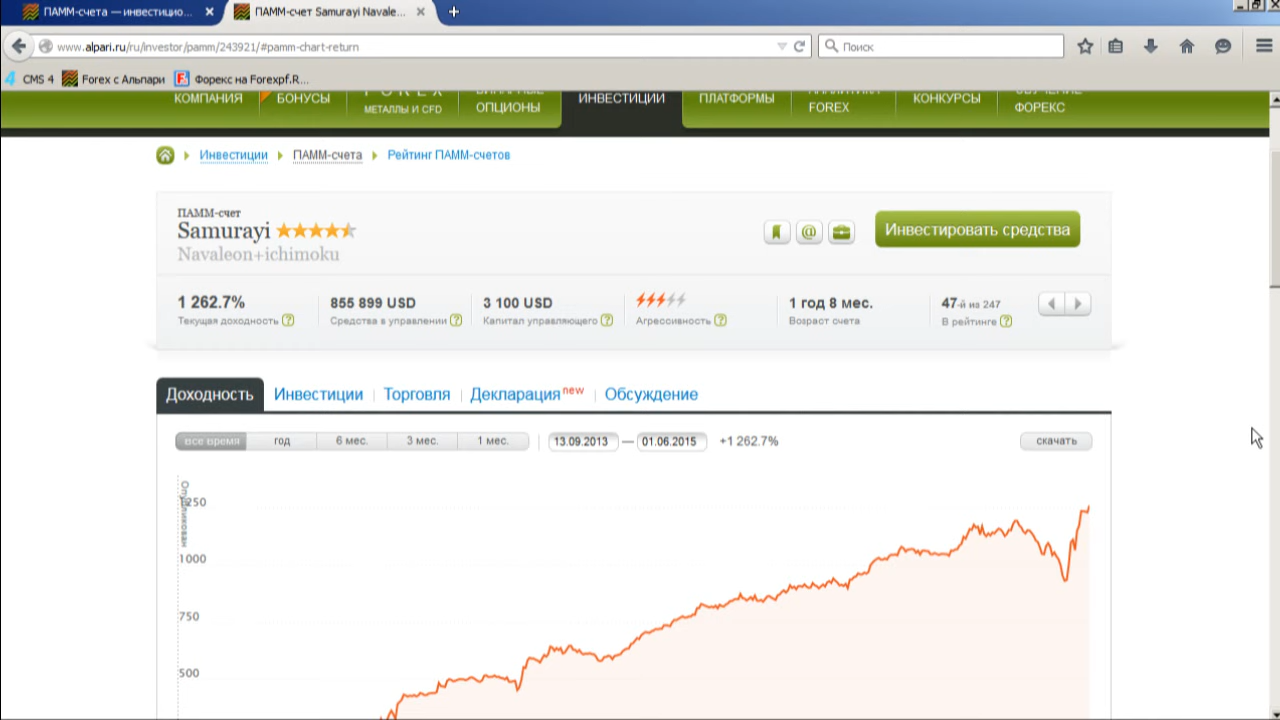 ПАММ-счета — инвестицио...
ПАММ-счет Samurayi Navale...
www.alpari.ru/ru/investor/pamm/243921/#pamm-chart-return
Поиск
CMS 4
Forex с Альпари
Форекс на Forexpf.R...
КОМПАНИЯ
БОНУСЫ
FOREX
МЕТАЛЛЫ И CFD
БИНАРНЫЕ
ОПЦИОНЫ
ИНВЕСТИЦИИ
ПЛАТФОРМЫ
АНАЛИТИКА
FOREX
КОНКУРСЫ
ОБУЧЕНИЕ
ФОРЕКС
Инвестиции
ПАММ-счета
Рейтинг ПАММ-счетов
ПАММ-счет
Samurayi
Navaleon+ichimoku
Инвестировать средства
1 262.7%
Текущая доходность ?
855 899 USD
Средства в управлении ?
3 100 USD
Капитал управляющего ?
Агрессивность ?
1 год 8 мес.
Возраст счета
47-й из 247
В рейтинге ?
Доходность
Инвестиции
Торговля
Декларация new
Обсуждение
все время
год
6 мес.
3 мес.
1 мес.
13.09.2013 — 01.06.2015
+1 262.7%
скачать
Опубликован
1250
1000
750
500